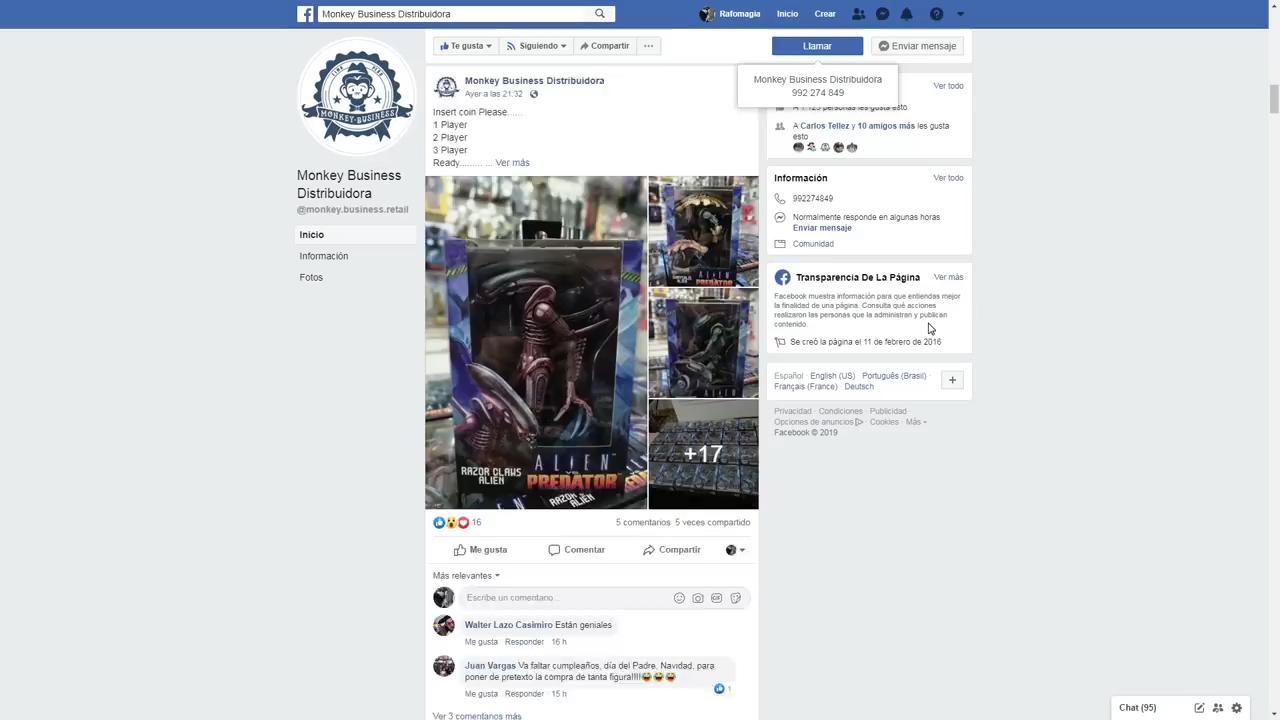 Monkey Business Distribuidora
Rafomagia
Inicio
Crear
Te gusta
Siguiendo
Compartir
Llamar
Enviar mensaje
Monkey Business Distribuidora
992 274 849
MONKEY-BUSINESS
Monkey Business
Distribuidora
@monkey.business.retail
Inicio
Información
Fotos
Monkey Business Distribuidora
Ayer a las 21:32
Insert coin Please......
1 Player
2 Player
3 Player
Ready......... ... Ver más
RAZOR CLAWS
ALIEN
ALIEN
PREDATOR
ALIEN
PREDATOR
+17
16
5 comentarios 5 veces compartido
Me gusta
Comentar
Compartir
Más relevantes
Escribe un comentario...
GIF
Walter Lazo Casimiro Están geniales
Me gusta Responder 16 h
Juan Vargas Va faltar cumpleaños, día del Padre, Navidad, para
poner de pretexto la compra de tanta figura!!!!
1
Me gusta Responder 15 h
Ver 3 comentarios más
Ver todo
personas les gusta esto
A Carlos Tellez y 10 amigos más les gusta
esto
Información
Ver todo
992274849
Normalmente responde en algunas horas
Enviar mensaje
Comunidad
Transparencia De La Página
Ver más
Facebook muestra información para que entiendas mejor
la finalidad de una página. Consulta qué acciones
realizaron las personas que la administran y publican
contenido.
Se creó la página el 11 de febrero de 2016
Español · English (US) · Português (Brasil) ·
Français (France) · Deutsch
Privacidad · Condiciones · Publicidad ·
Opciones de anuncios · Cookies · Más
Facebook © 2019
Chat (95)